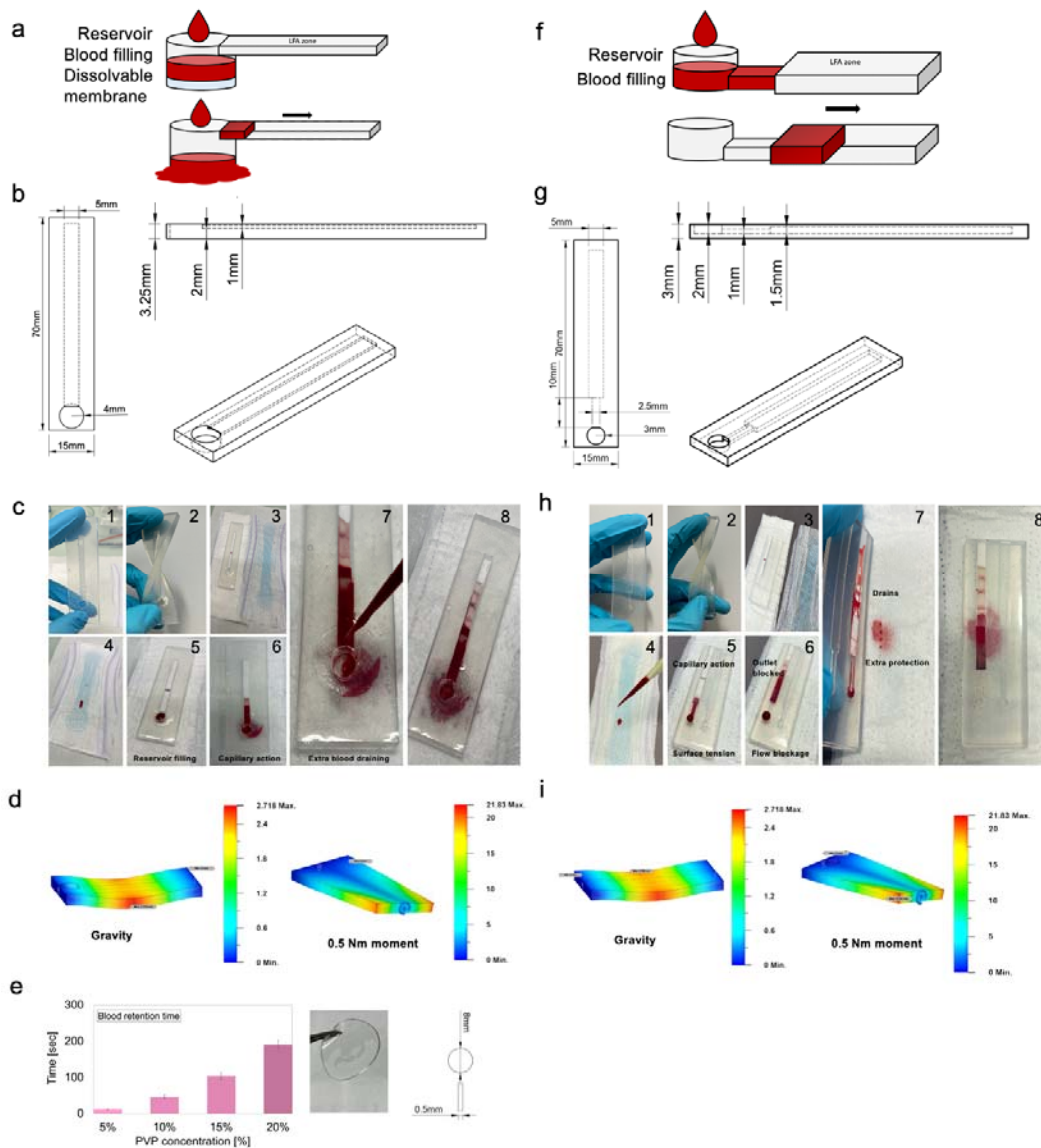 a
Reservoir
Blood filling
Dissolvable
membrane
LFA zone
b
5mm
70mm
4mm
15mm
3.25mm
2mm
1mm
c
1
2
3
4
5
Reservoir filling
6
Capillary action
7
Extra blood draining
8
d
2.718 Max.
2.4
1.8
1.2
0.6
0 Min.
Gravity
21.83 Max.
20
15
10
5
0 Min.
0.5 Nm moment
e
Blood retention time
Time [sec]
300
200
100
0
5%
10%
15%
20%
PVP concentration [%]
8mm
0.5mm
f
Reservoir
Blood filling
LFA zone
g
5mm
70mm
10mm
2.5mm
3mm
15mm
3mm
2mm
1mm
1.5mm
h
1
2
3
4
5
Capillary action
Surface tension
6
Outlet
blocked
Flow blockage
7
Drains
Extra protection
8
i
2.718 Max.
2.4
1.8
1.2
0.6
0 Min.
Gravity
21.83 Max.
20
15
10
5
0 Min.
0.5 Nm moment